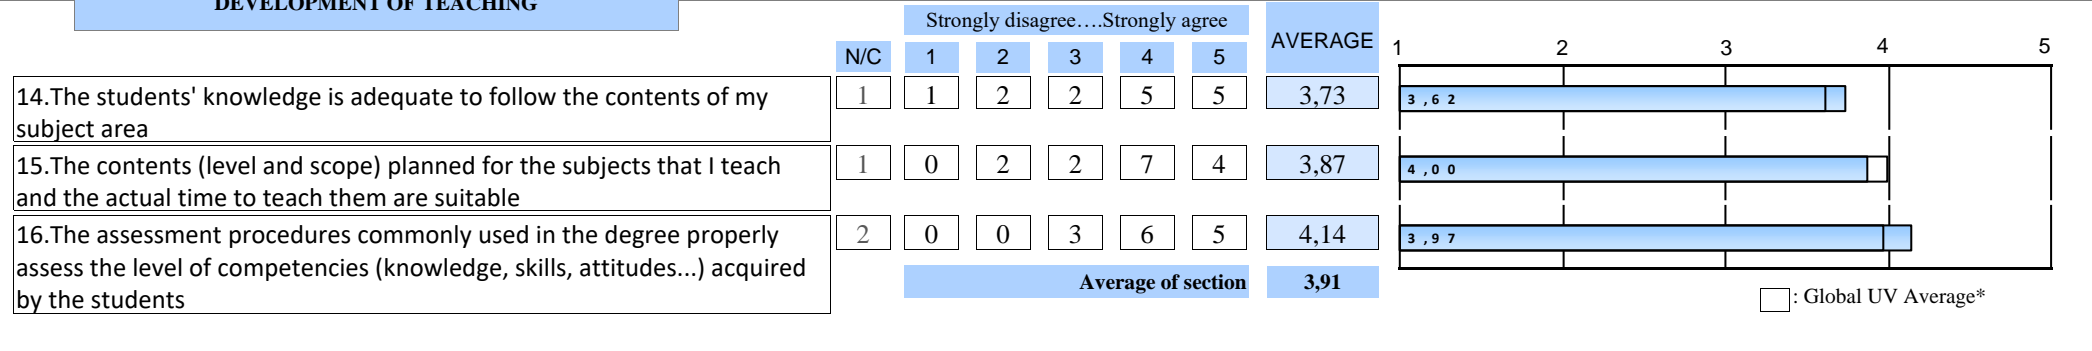 DEVELOPMENT OF TEACHING
Strongly disagree….Strongly agree
AVERAGE
N/C 1 2 3 4 5
1 2 3 4 5
14.The students' knowledge is adequate to follow the contents of my
subject area
1 1 2 2 5 5 3,73
3,62
15.The contents (level and scope) planned for the subjects that I teach
and the actual time to teach them are suitable
1 0 2 2 7 4 3,87
4,00
16.The assessment procedures commonly used in the degree properly
assess the level of competencies (knowledge, skills, attitudes...) acquired
by the students
2 0 0 3 6 5 4,14
3,97
Average of section 3,91
: Global UV Average*